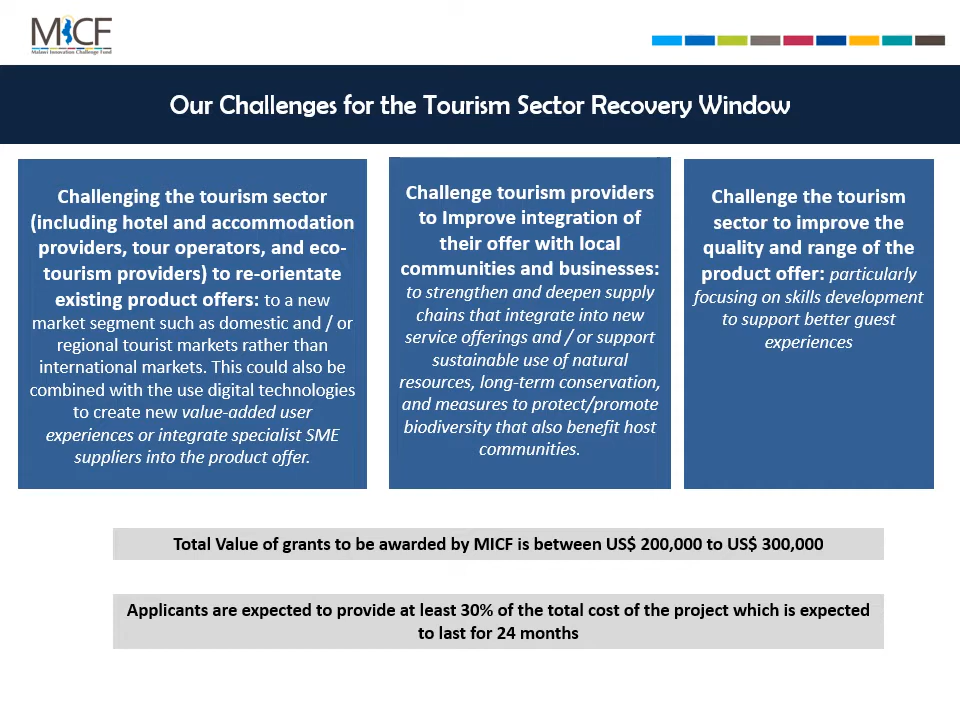 MICF
Malawi Innovation Challenge Fund
Our Challenges for the Tourism Sector Recovery Window
Challenging the tourism sector
(including hotel and accommodation
providers, tour operators, and eco-
tourism providers) to re-orientate
existing product offers: to a new
market segment such as domestic and / or
regional tourist markets rather than
international markets. This could also be
combined with the use digital technologies
to create new value-added user
experiences or integrate specialist SME
suppliers into the product offer.
Challenge tourism providers
to Improve integration of
their offer with local
communities and businesses:
to strengthen and deepen supply
chains that integrate into new
service offerings and / or support
sustainable use of natural
resources, long-term conservation,
and measures to protect/promote
biodiversity that also benefit host
communities.
Challenge the tourism
sector to improve the
quality and range of the
product offer: particularly
focusing on skills development
to support better guest
experiences
Total Value of grants to be awarded by MICF is between US$ 200,000 to US$ 300,000
Applicants are expected to provide at least 30% of the total cost of the project which is expected
to last for 24 months